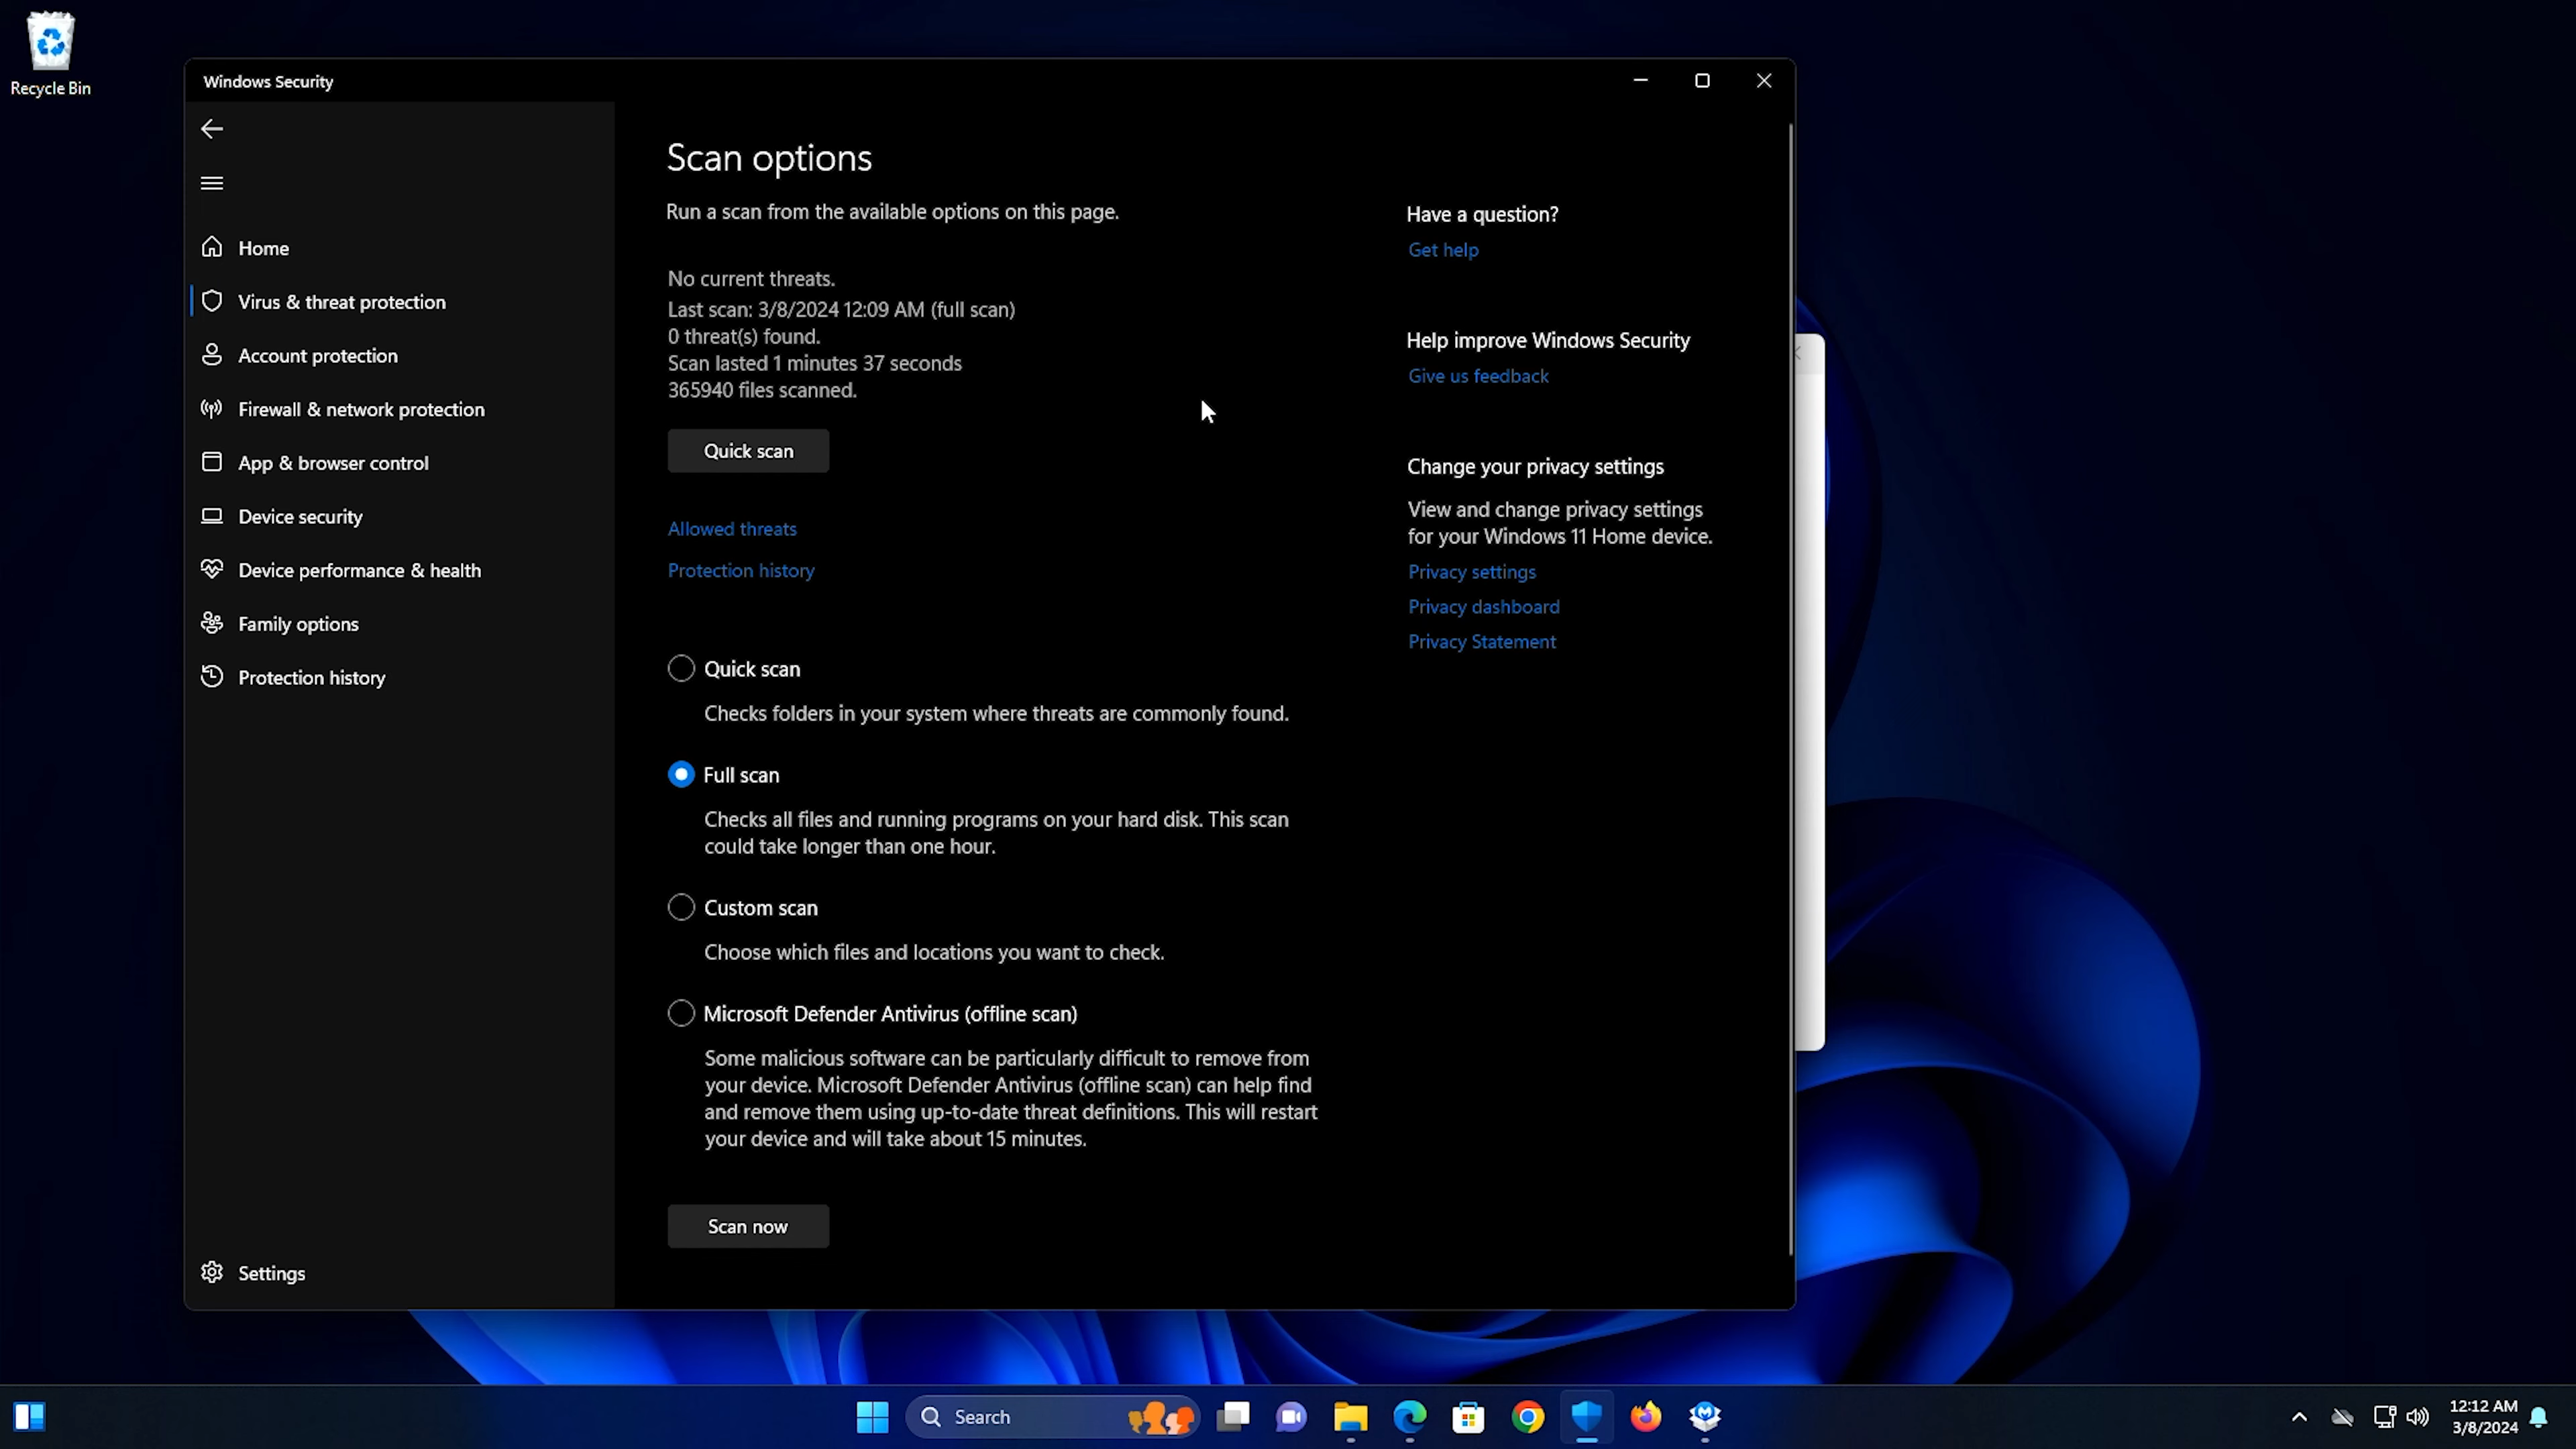 Recycle Bin
Windows Security
Home
Virus & threat protection
Account protection
Firewall & network protection
App & browser control
Device security
Device performance & health
Family options
Protection history
Settings
Scan options
Run a scan from the available options on this page.
No current threats.
Last scan: 3/8/2024 12:09 AM (full scan)
0 threat(s) found.
Scan lasted 1 minutes 37 seconds
365940 files scanned.
Quick scan
Allowed threats
Protection history
Quick scan
Checks folders in your system where threats are commonly found.
Full scan
Checks all files and running programs on your hard disk. This scan
could take longer than one hour.
Custom scan
Choose which files and locations you want to check.
Microsoft Defender Antivirus (offline scan)
Some malicious software can be particularly difficult to remove from
your device. Microsoft Defender Antivirus (offline scan) can help find
and remove them using up-to-date threat definitions. This will restart
your device and will take about 15 minutes.
Scan now
Have a question?
Get help
Help improve Windows Security
Give us feedback
Change your privacy settings
View and change privacy settings
for your Windows 11 Home device.
Privacy settings
Privacy dashboard
Privacy Statement
Search
12:12 AM
3/8/2024